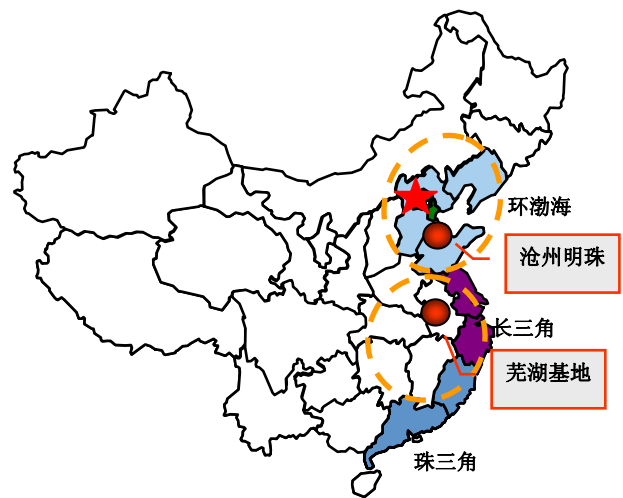 环渤海
沧州明珠
长三角
芜湖基地
珠三角